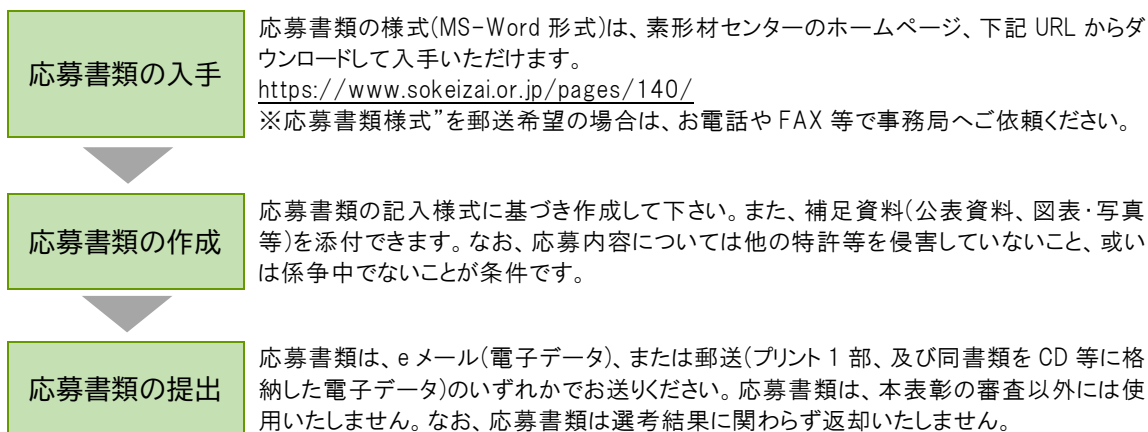 応募書類の入手
応募書類の様式(MS-Word 形式)は、素形材センターのホームページ、下記 URL からダ
ウンロードして入手いただけます。
https://www.sokeizai.or.jp/pages/140/
※応募書類様式”を郵送希望の場合は、お電話や FAX 等で事務局へご依頼ください。
応募書類の作成
応募書類の記入様式に基づき作成して下さい。また、補足資料(公表資料、図表・写真
等)を添付できます。なお、応募内容については他の特許等を侵害していないこと、或い
は係争中でないことが条件です。
応募書類の提出
応募書類は、e メール(電子データ)、または郵送(プリント 1 部、及び同書類を CD 等に格
納した電子データ)のいずれかでお送りください。応募書類は、本表彰の審査以外には使
用いたしません。なお、応募書類は選考結果に関わらず返却いたしません。